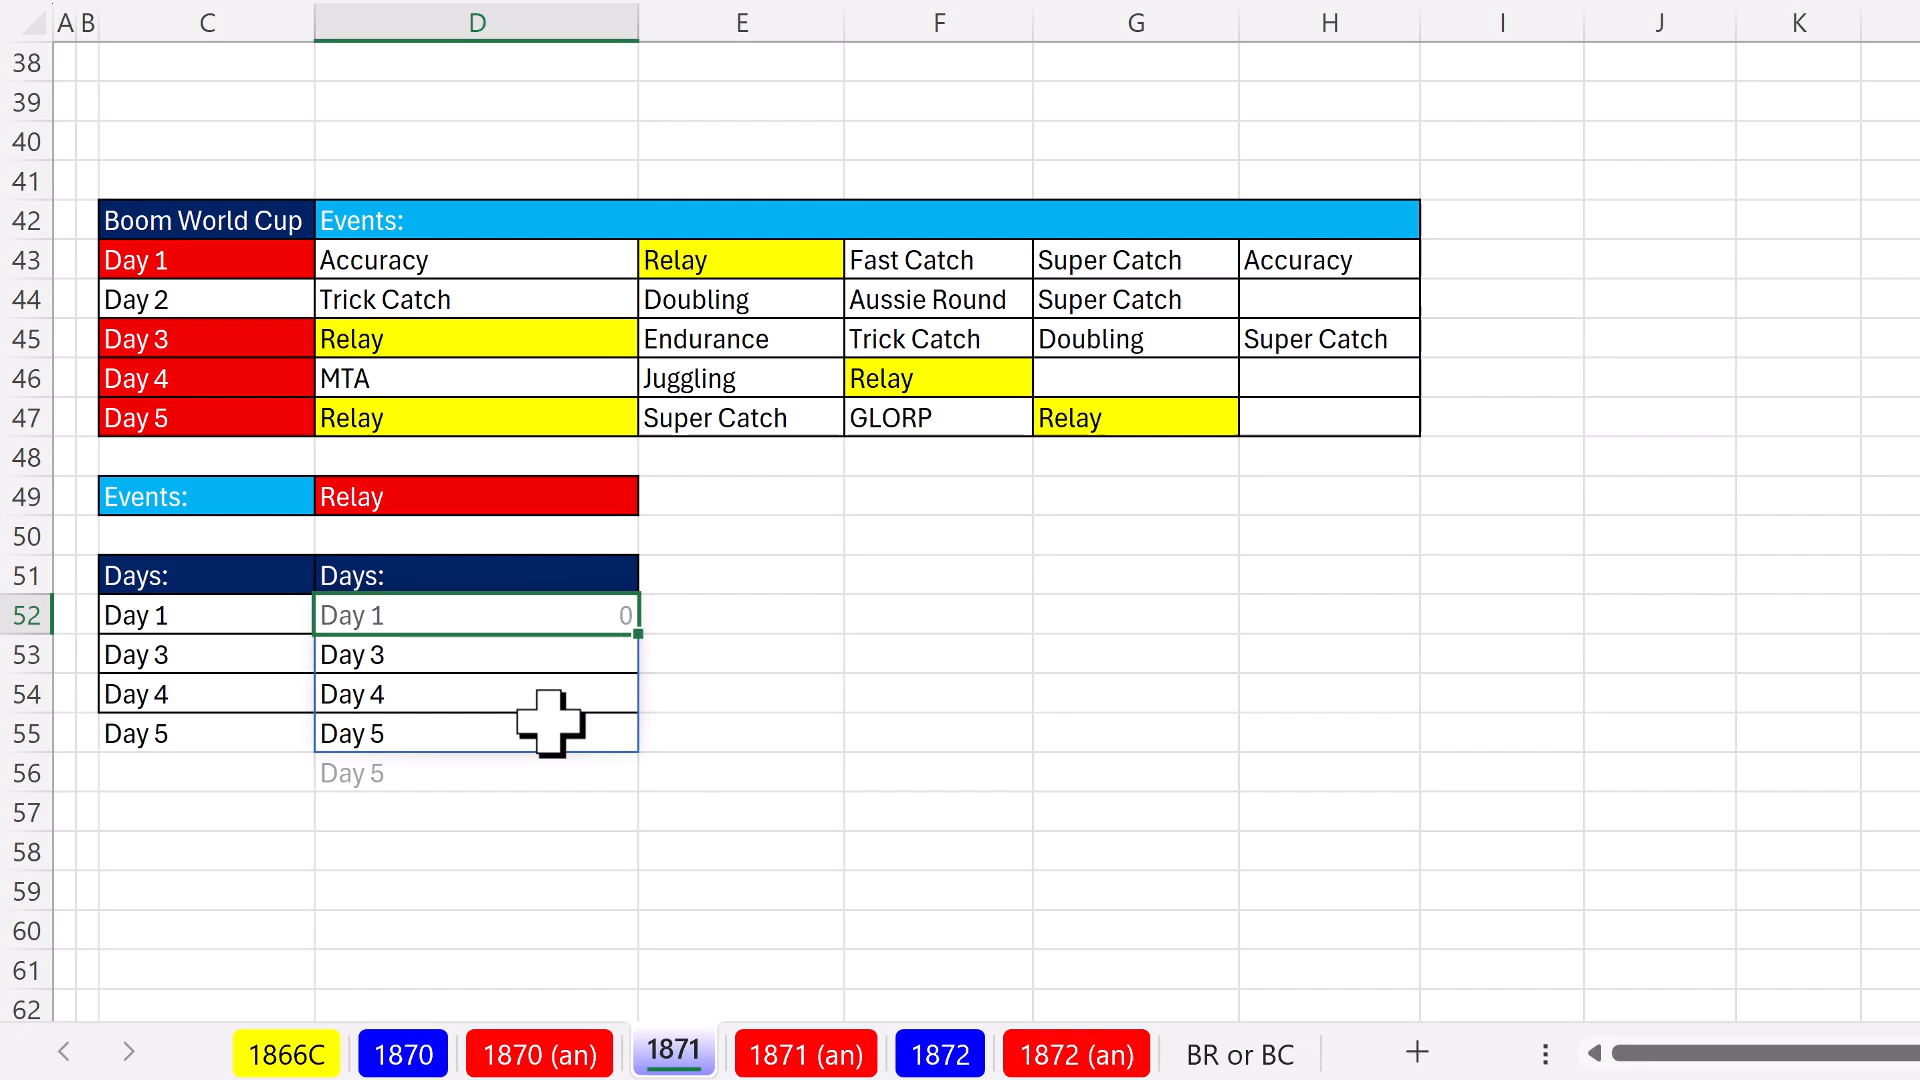 A B C D E F G H I J K
38
39
40
41
42 Boom World Cup Events:
43 Day 1 Accuracy Relay Fast Catch Super Catch Accuracy
44 Day 2 Trick Catch Doubling Aussie Round Super Catch
45 Day 3 Relay Endurance Trick Catch Doubling Super Catch
46 Day 4 MTA Juggling Relay
47 Day 5 Relay Super Catch GLORP Relay
48
49 Events: Relay
50
51 Days: Days:
52 Day 1 Day 1 0
53 Day 3 Day 3
54 Day 4 Day 4
55 Day 5 Day 5
56 Day 5
57
58
59
60
61
62
1866C 1870 1870 (an) 1871 1871 (an) 1872 1872 (an) BR or BC